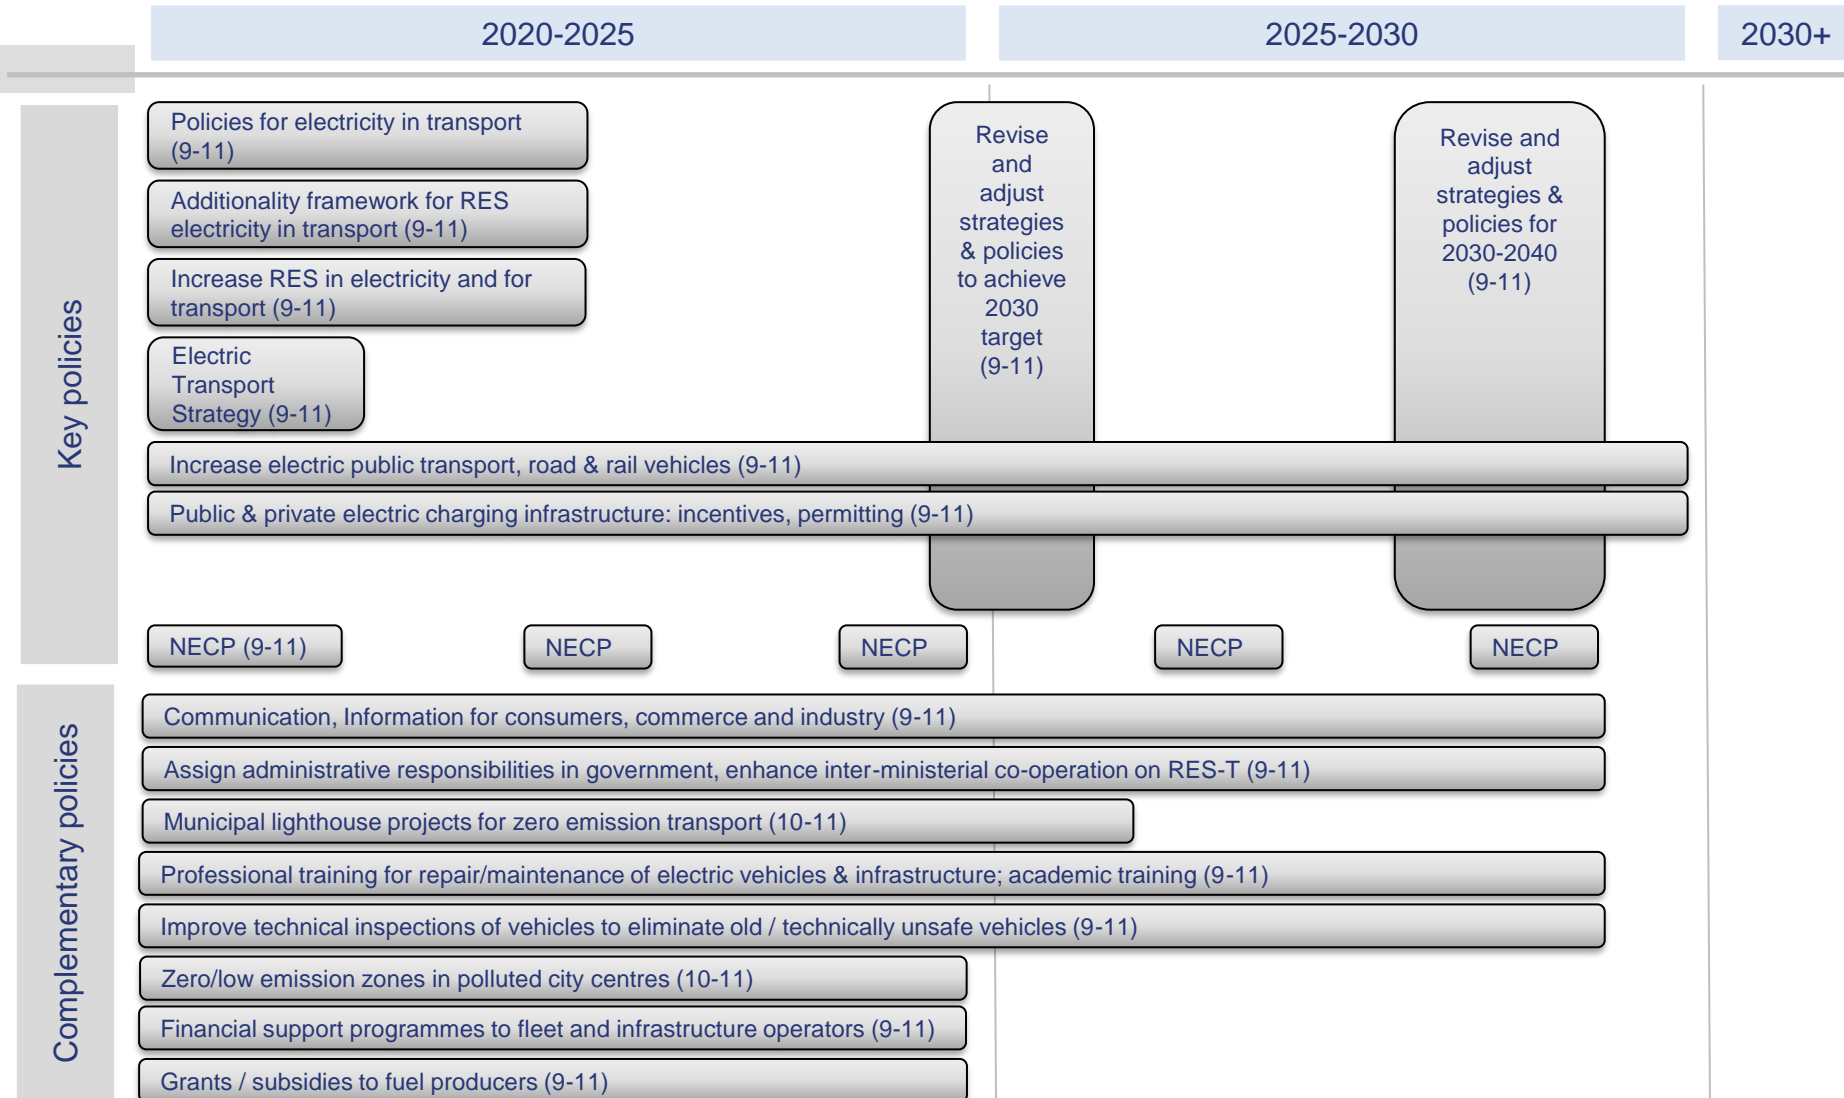 2020-2025
2025-2030
2030+
Key policies
Policies for electricity in transport
(9-11)
Additionality framework for RES
electricity in transport (9-11)
Increase RES in electricity and for
transport (9-11)
Electric
Transport
Strategy (9-11)
Revise
and
adjust
strategies
& policies
to achieve
2030
target
(9-11)
Revise and
adjust
strategies &
policies for
2030-2040
(9-11)
Increase electric public transport, road & rail vehicles (9-11)
Public & private electric charging infrastructure: incentives, permitting (9-11)
NECP (9-11)
NECP
NECP
NECP
NECP
Complementary policies
Communication, Information for consumers, commerce and industry (9-11)
Assign administrative responsibilities in government, enhance inter-ministerial co-operation on RES-T (9-11)
Municipal lighthouse projects for zero emission transport (10-11)
Professional training for repair/maintenance of electric vehicles & infrastructure; academic training (9-11)
Improve technical inspections of vehicles to eliminate old / technically unsafe vehicles (9-11)
Zero/low emission zones in polluted city centres (10-11)
Financial support programmes to fleet and infrastructure operators (9-11)
Grants / subsidies to fuel producers (9-11)